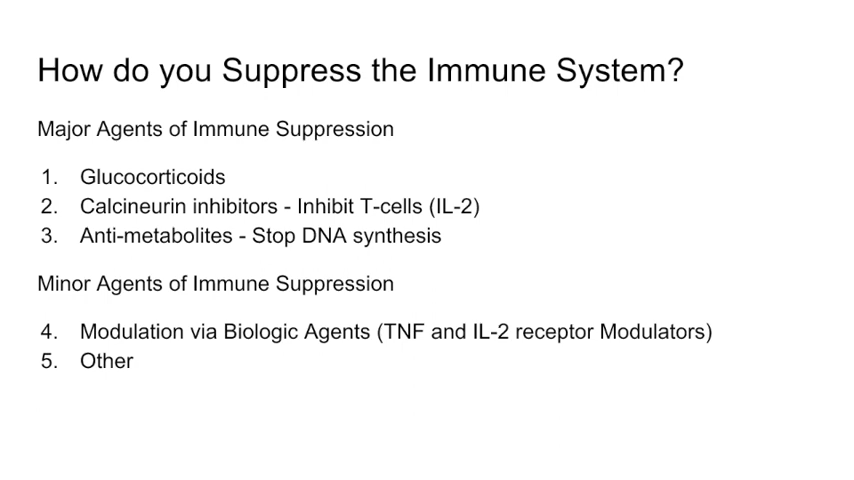 How do you Suppress the Immune System?
Major Agents of Immune Suppression
1. Glucocorticoids
2. Calcineurin inhibitors - Inhibit T-cells (IL-2)
3. Anti-metabolites - Stop DNA synthesis
Minor Agents of Immune Suppression
4. Modulation via Biologic Agents (TNF and IL-2 receptor Modulators)
5. Other